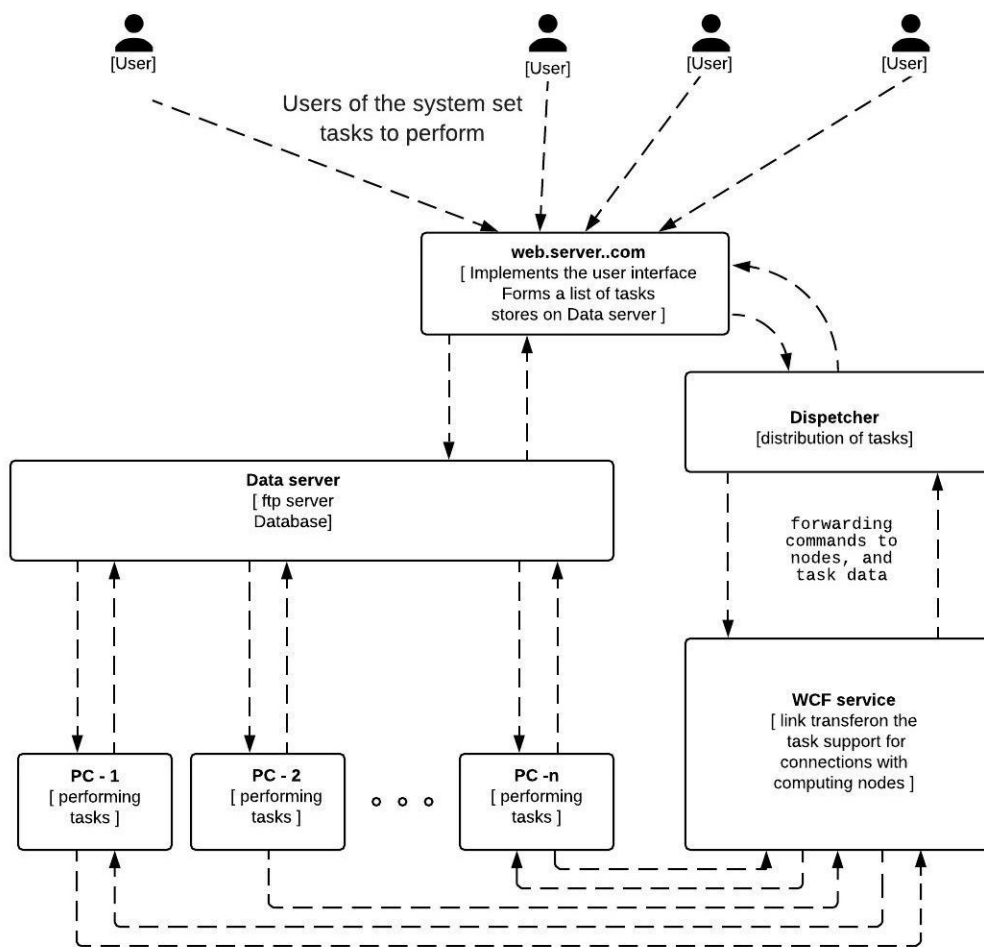 [User]
[User]
[User]
[User]
Users of the system set
tasks to perform
web.server..com
[ Implements the user interface
Forms a list of tasks
stores on Data server ]
Dispetcher
[distribution of tasks]
Data server
[ ftp server
Database]
forwarding
commands to
nodes, and
task data
WCF service
[ link transferon the
task support for
connections with
computing nodes ]
PC - 1
[ performing
tasks ]
PC - 2
[ performing
tasks ]
PC -n
[ performing
tasks ]